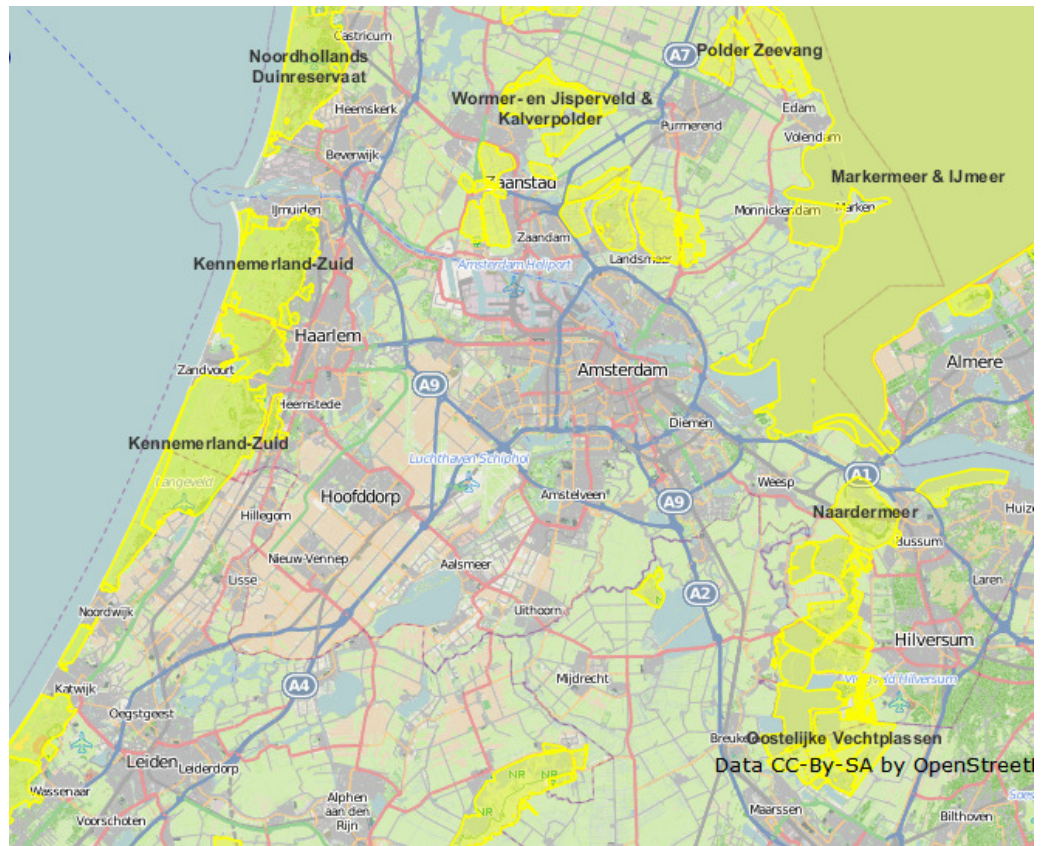 Castricum
Noordhollands
Duinreservaat
A7
Polder Zeevang
Heemskerk
Wormer- en Jisperveld &
Kalverpolder
Edam
Purmerend
Volendam
Beverwijk
Zaanstad
Markermeer & IJmeer
IJmuiden
Monnickendam
Marken
Zaandam
Kennemerland-Zuid
Landsmeer
Amsterdam Heliport
Haarlem
Zandvoort
Amsterdam
Almere
A9
Heemstede
Diemen
Kennemerland-Zuid
Luchthaven Schiphol
A1
Langeveld
Weesp
Hoofddorp
Amstelveen
A9
Naardermeer
Hillegom
Bussum
Nieuw-Vennep
Aalsmeer
Lisse
Laren
A2
Noordwijk
Uithoorn
Hilversum
Mijdrecht
A4
Katwijk
Oegstgeest
Oostelijke Vechtplassen
Leiden
Leiderdorp
Data CC-By-SA by OpenStreet
NR
NR
Wassenaar
Alphen
aan den
Rijn
NR
Maarssen
Voorschoten
Bilthoven